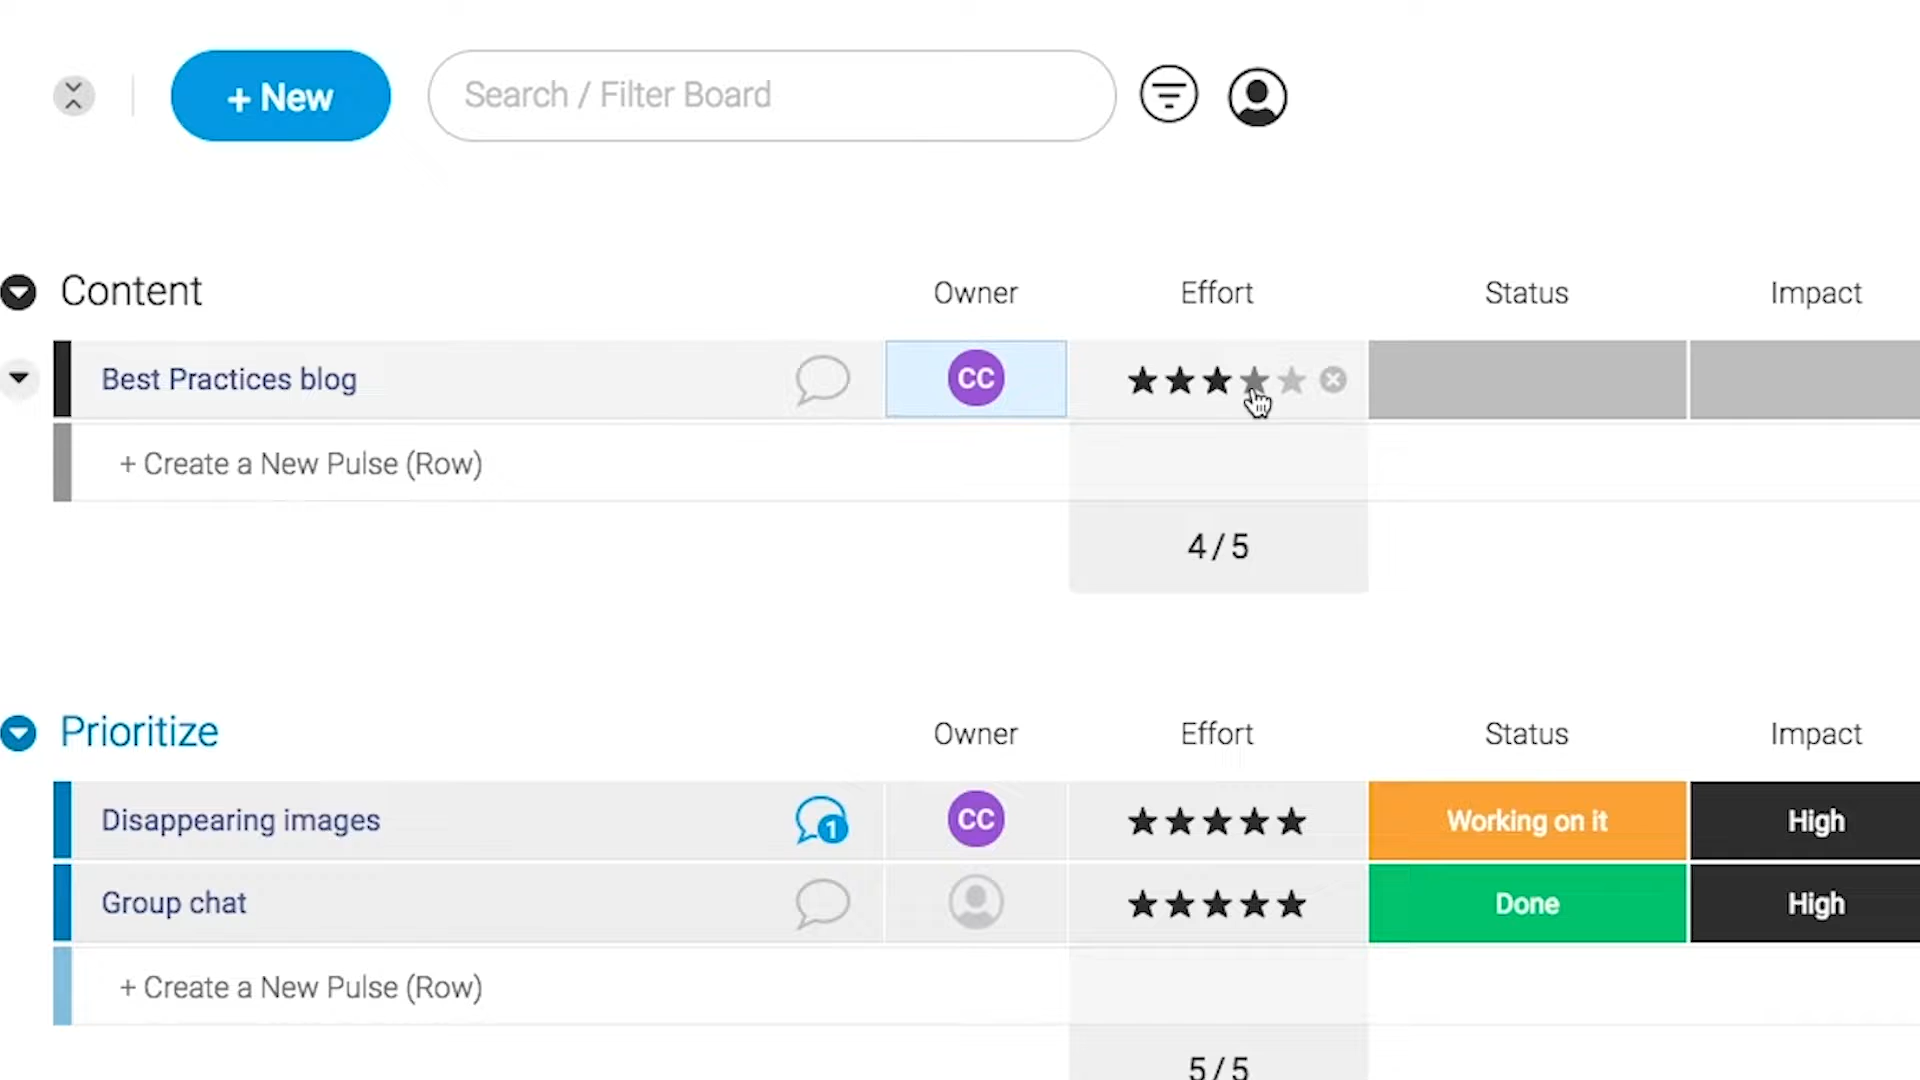 + New
Search / Filter Board
Content Owner Effort Status Impact
Best Practices blog CC
+ Create a New Pulse (Row)
4 / 5
Prioritize Owner Effort Status Impact
Disappearing images 1 CC Working on it High
Group chat Done High
+ Create a New Pulse (Row)
5 / 5